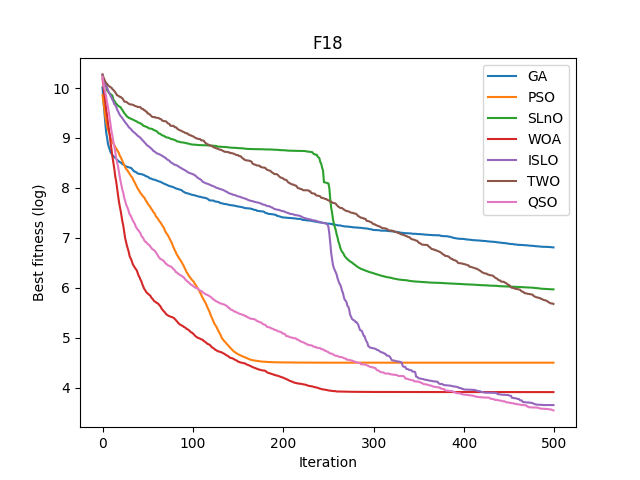 F18
Best fitness (log)
10
9
8
7
6
5
4
0
100
200
300
400
500
Iteration
GA
PSO
SLnO
WOA
ISLO
TWO
QSO